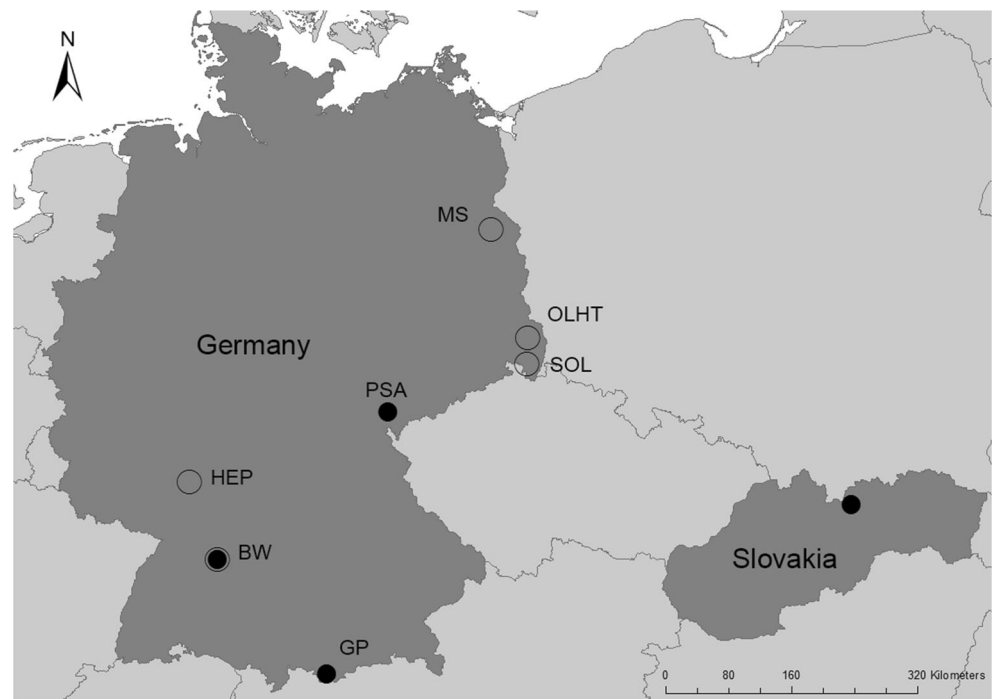 N
MS
OLHT
Germany
SOL
PSA
HEP
BW
Slovakia
GP
0 80 160 320 Kilometers